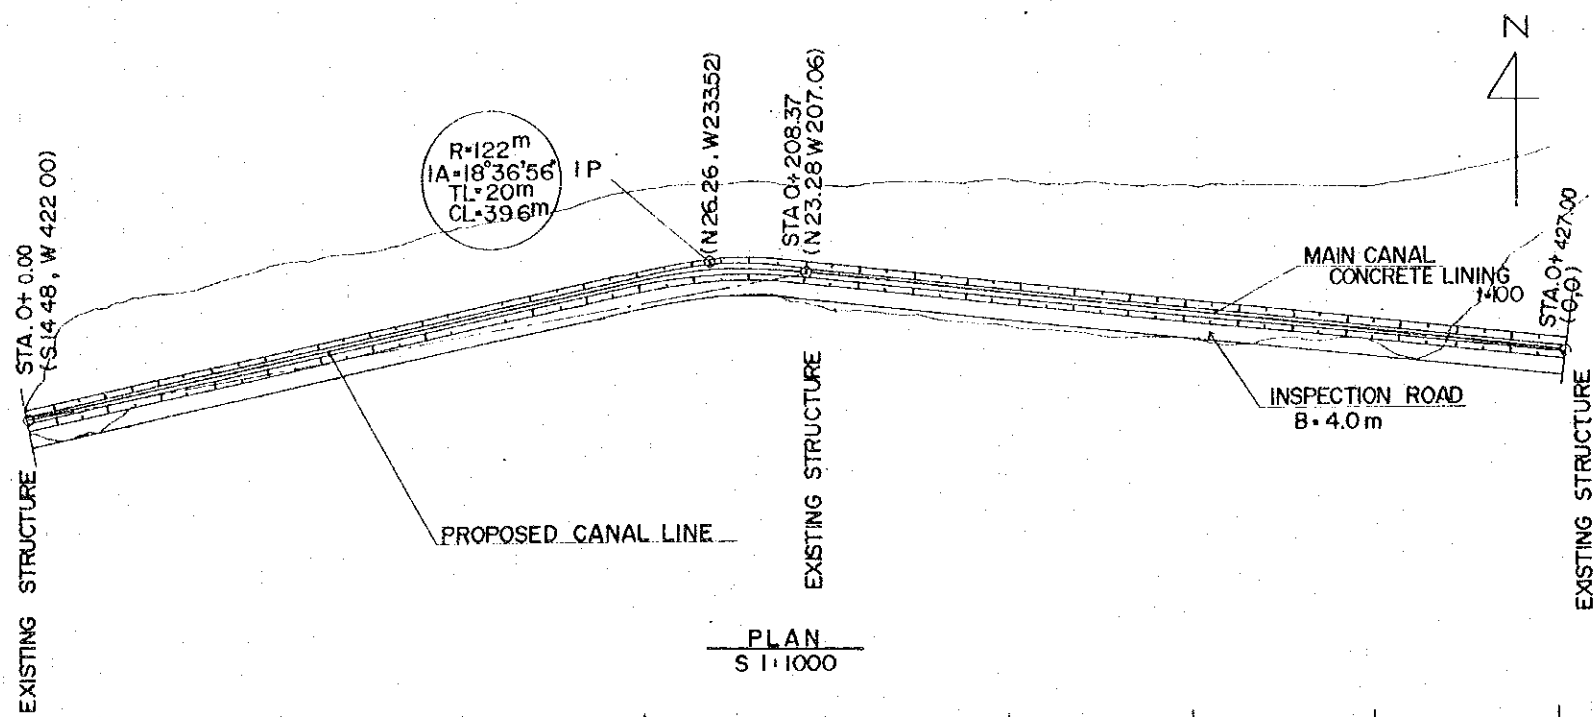 N
R=122m
IA=18°36'56"
TL=20m
CL=39.6m
IP
(N26.26. W233.52)
STA 0+208.37
(N23.28 W207.06)
STA. 0+ 0.00
(S.14 48, W 422 00)
MAIN CANAL
CONCRETE LINING
STA. 0+427.00
(0,0)
INSPECTION ROAD
B=4.0m
PROPOSED CANAL LINE
EXISTING STRUCTURE
EXISTING STRUCTURE
EXISTING STRUCTURE
PLAN
S 1:1000